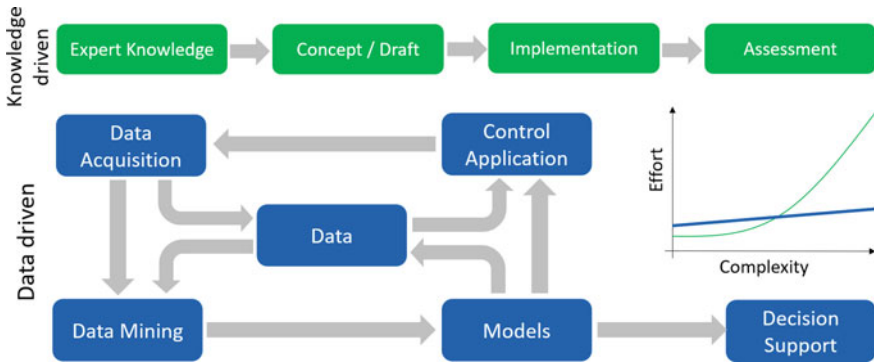 Knowledge
driven
Expert Knowledge
Concept / Draft
Implementation
Assessment
Data driven
Data
Acquisition
Control
Application
Data
Data Mining
Models
Decision
Support
Effort
Complexity